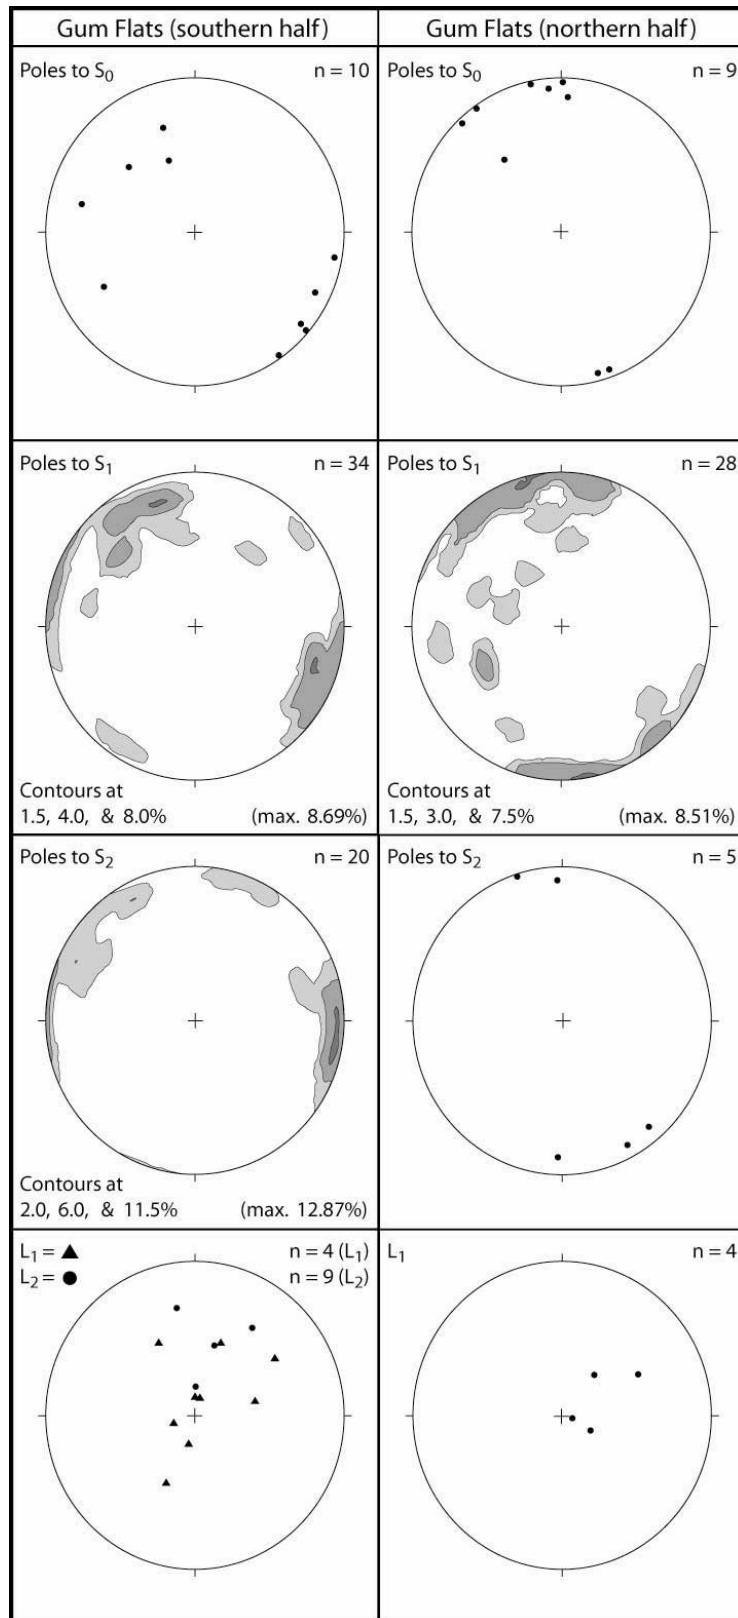 Gum Flats (southern half)
Gum Flats (northern half)
Poles to S₀ n = 10
Poles to S₀ n = 9
Poles to S₁ n = 34
Contours at
1.5, 4.0, & 8.0% (max. 8.69%)
Poles to S₁ n = 28
Contours at
1.5, 3.0, & 7.5% (max. 8.51%)
Poles to S₂ n = 20
Contours at
2.0, 6.0, & 11.5% (max. 12.87%)
Poles to S₂ n = 5
L₁ = ▲ n = 4 (L₁)
L₂ = ● n = 9 (L₂)
L₁ n = 4